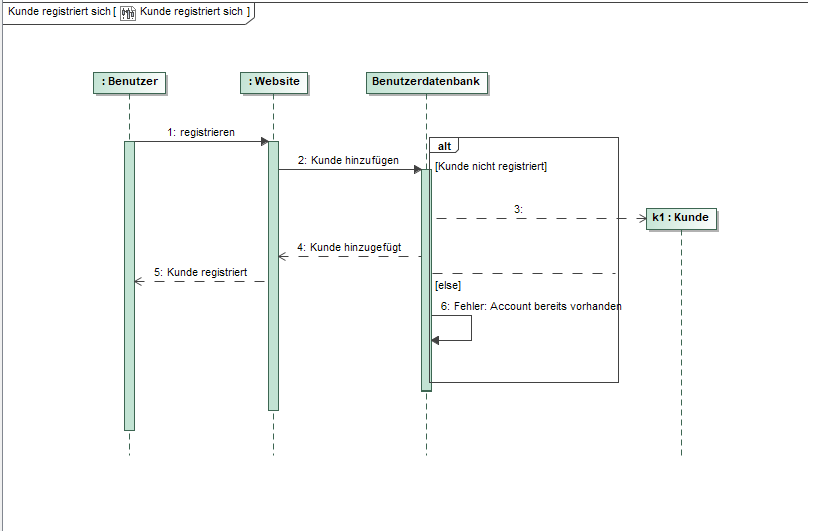 Kunde registriert sich [ Kunde registriert sich ]
: Benutzer
: Website
Benutzerdatenbank
1: registrieren
alt
2: Kunde hinzufügen
[Kunde nicht registriert]
3:
k1 : Kunde
4: Kunde hinzugefügt
5: Kunde registriert
[else]
6: Fehler: Account bereits vorhanden